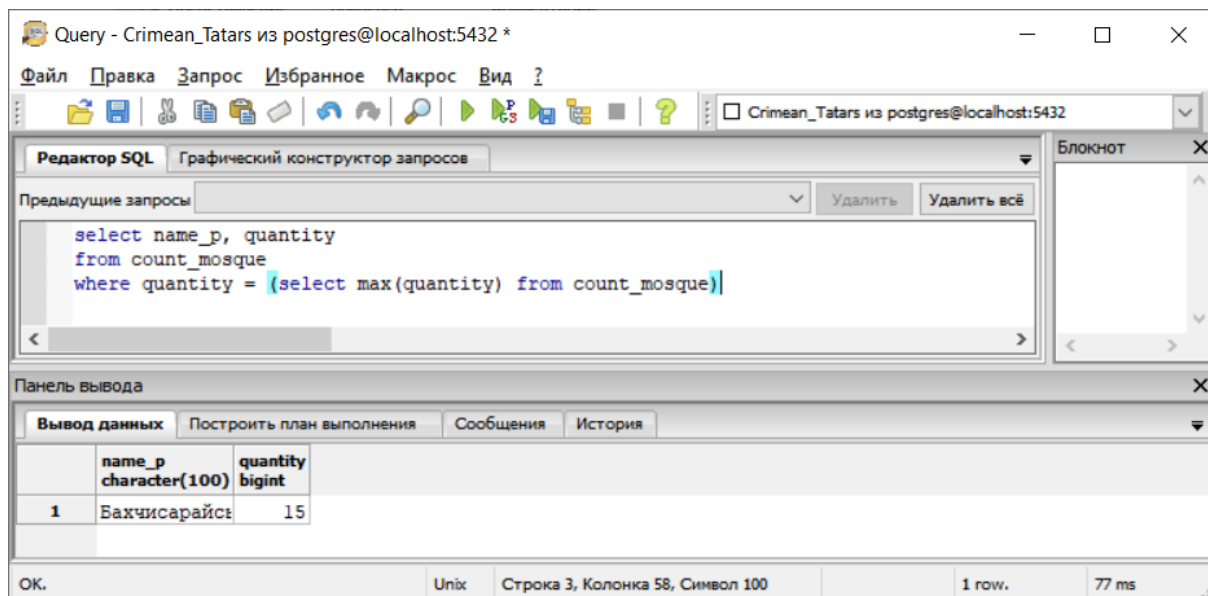 Query - Crimean_Tatars из postgres@localhost:5432 *
Файл Правка Запрос Избранное Макрос Вид ?
Crimean_Tatars из postgres@localhost:5432
Редактор SQL Графический конструктор запросов
Блокнот
Предыдущие запросы Удалить Удалить всё
select name_p, quantity
from count_mosque
where quantity = (select max(quantity) from count_mosque)
Панель вывода
Вывод данных Построить план выполнения Сообщения История
name_p quantity
character(100) bigint
1 Бахчисарайсь 15
OK. Unix Строка 3, Колонка 58, Символ 100 1 row. 77 ms